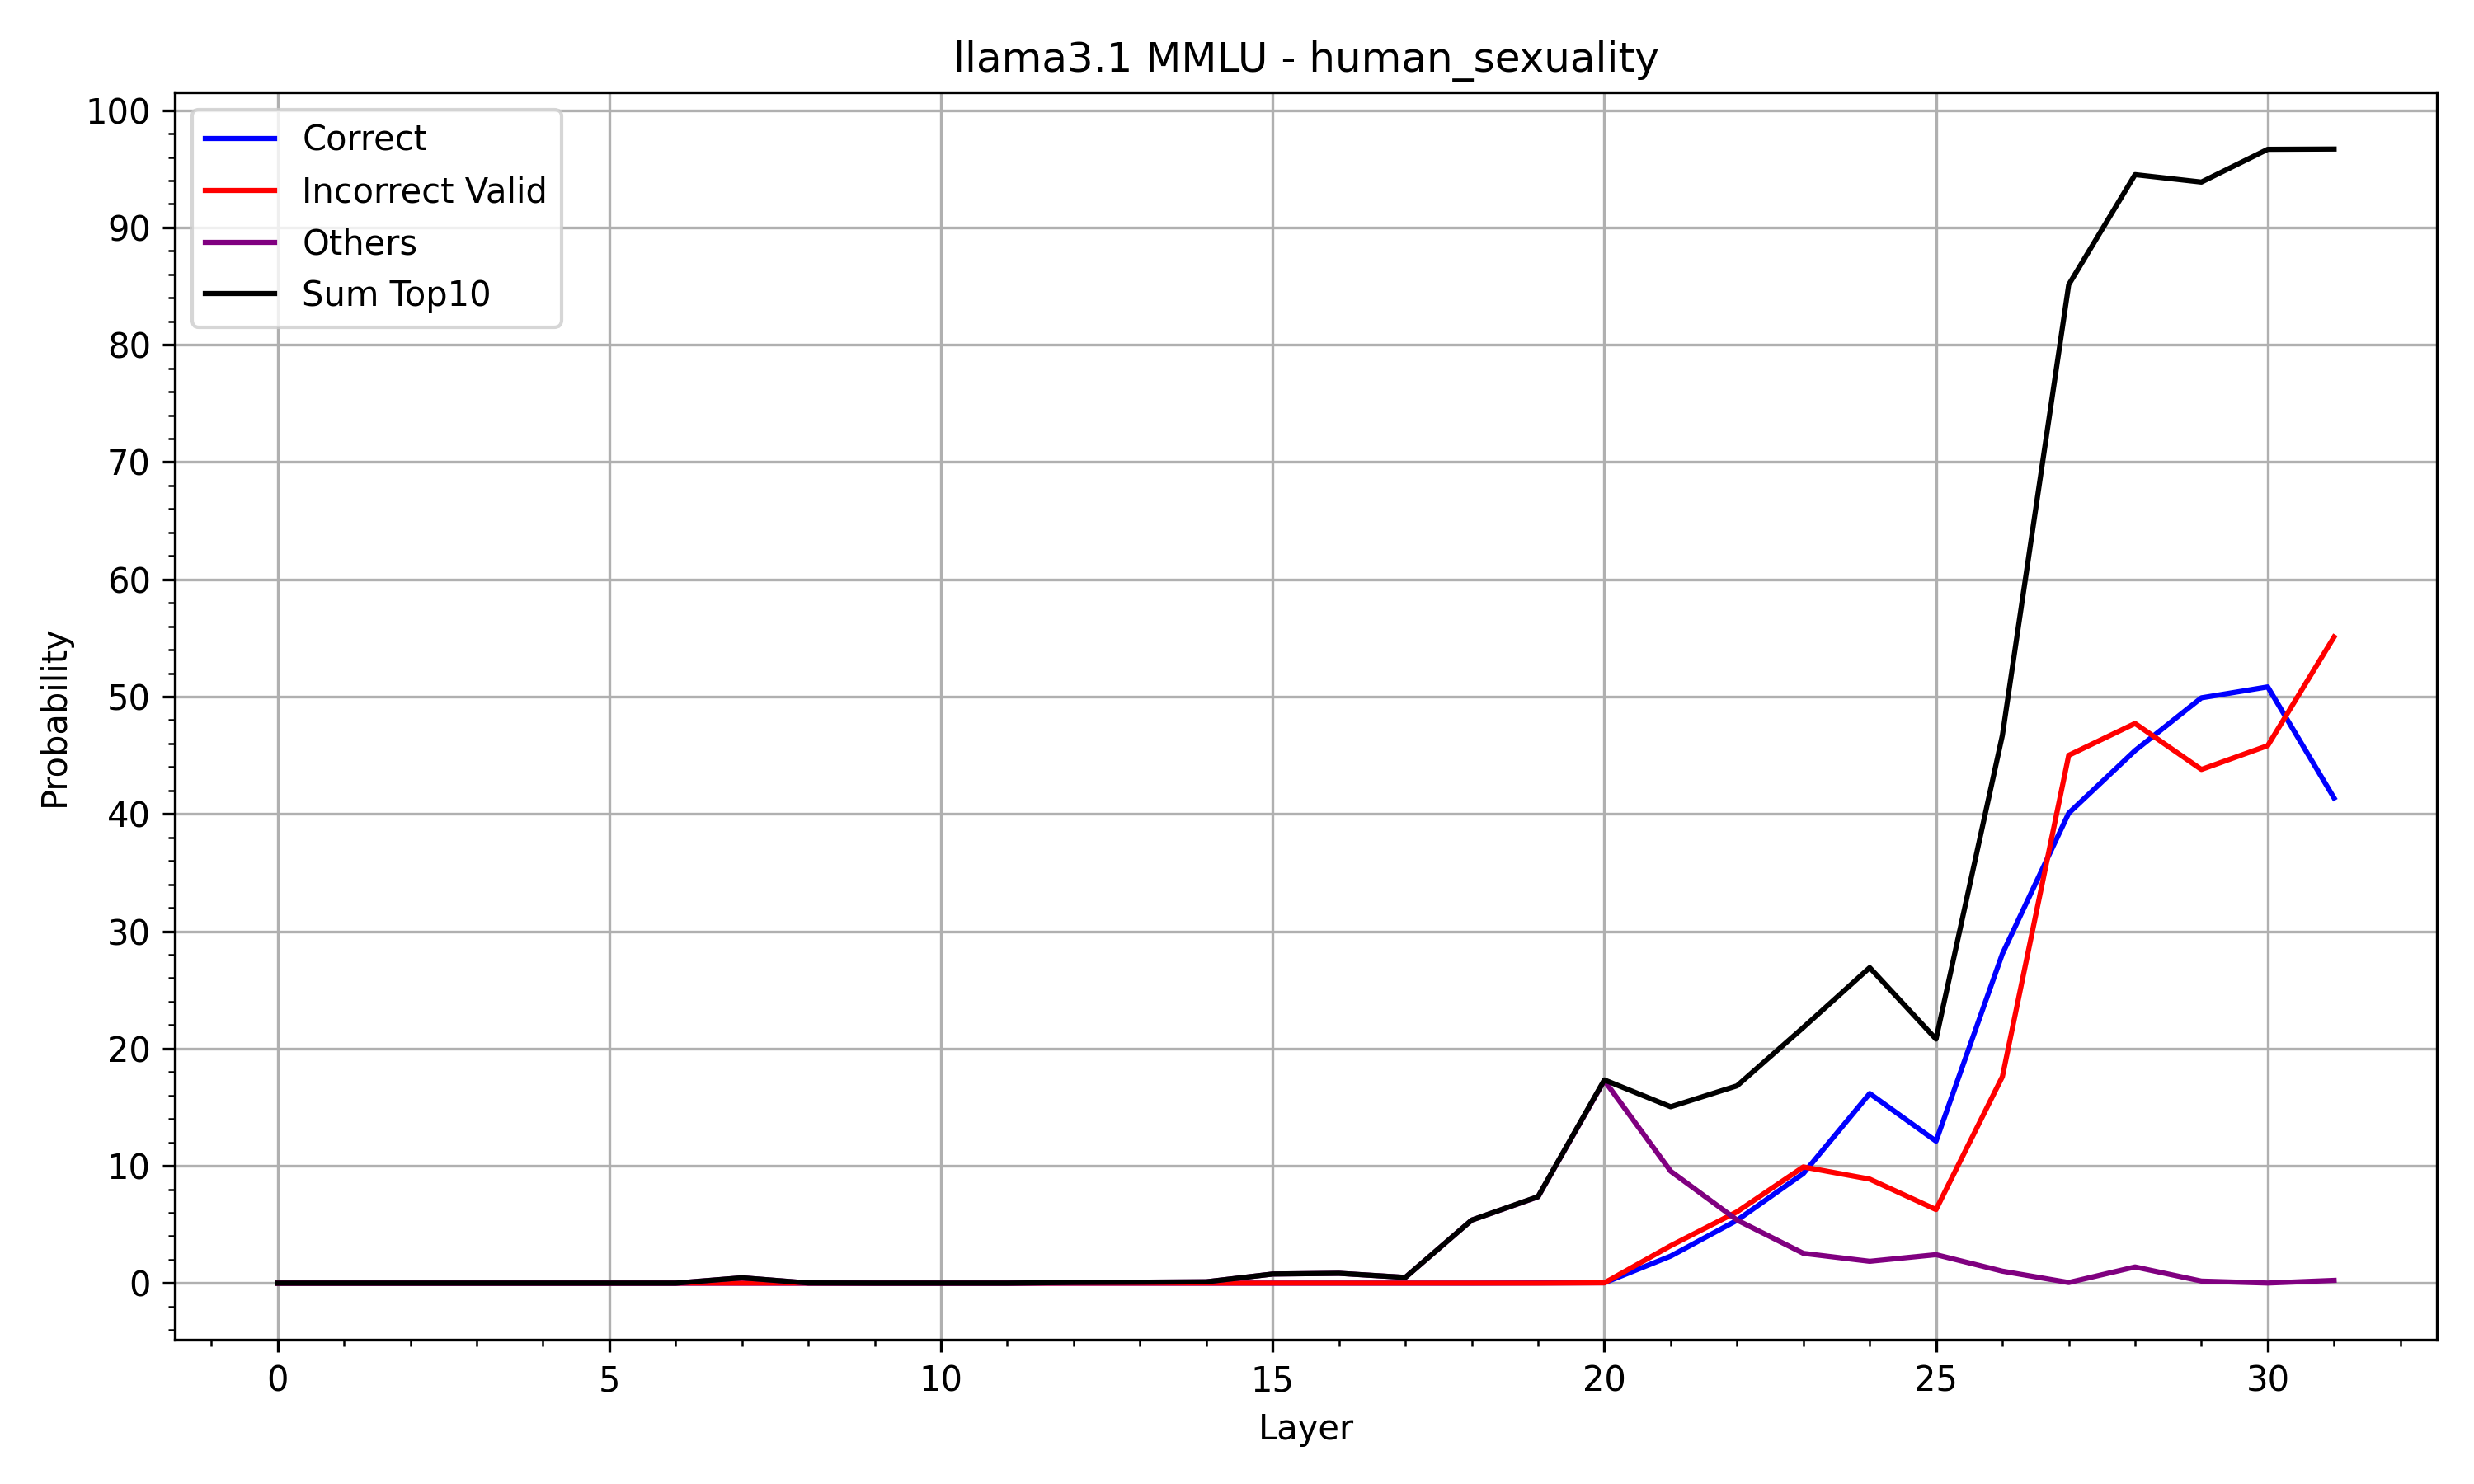 llama3.1 MMLU - human_sexuality
Correct
Incorrect Valid
Others
Sum Top10
Probability
100
90
80
70
60
50
40
30
20
10
0
0 5 10 15 20 25 30
Layer